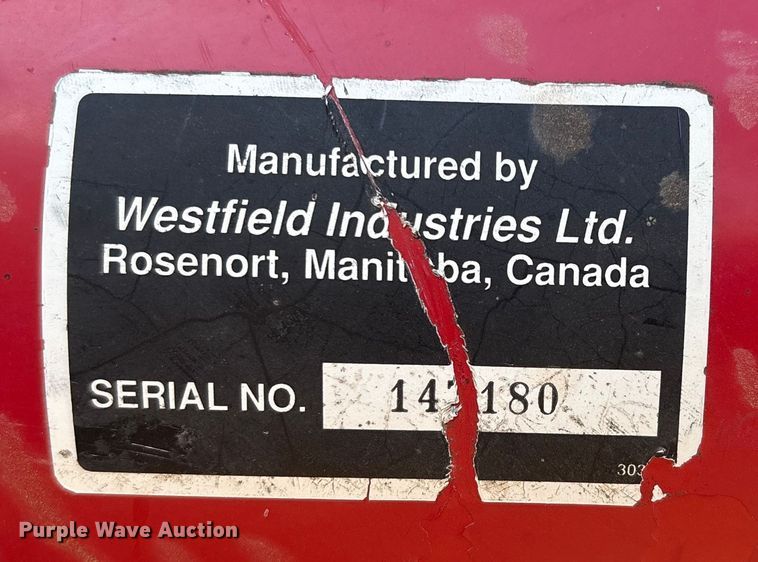 Manufactured by
Westfield Industries Ltd.
Rosenort, Manitoba, Canada
SERIAL NO.
Purple Wave Auction